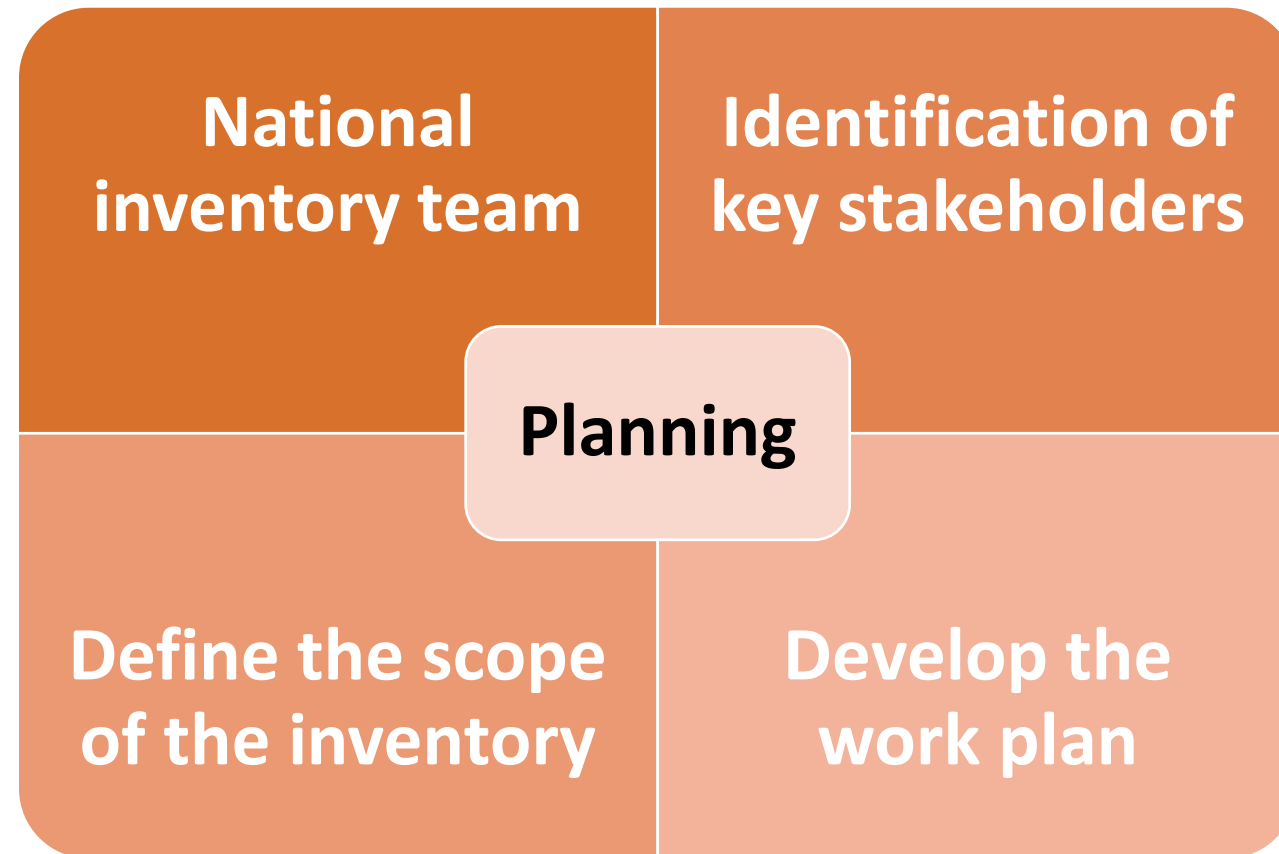 National
inventory team
Identification of
key stakeholders
Planning
Define the scope
of the inventory
Develop the
work plan